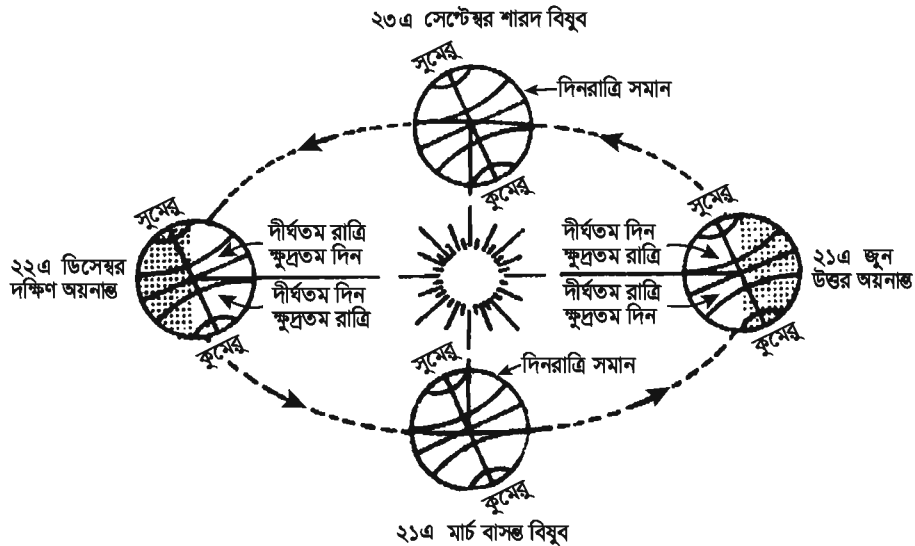 ২৩এ সেপ্টেম্বর শারদ বিষুব
সুমেরু
দিনরাত্রি সমান
কুমেরু
সুমেরু
দীর্ঘতম রাত্রি
ক্ষুদ্রতম দিন
দীর্ঘতম দিন
ক্ষুদ্রতম রাত্রি
২২এ ডিসেম্বর
দক্ষিণ অয়নান্ত
কুমেরু
সুমেরু
দীর্ঘতম দিন
ক্ষুদ্রতম রাত্রি
দীর্ঘতম রাত্রি
ক্ষুদ্রতম দিন
২১এ জুন
উত্তর অয়নান্ত
কুমেরু
সুমেরু
দিনরাত্রি সমান
কুমেরু
২১এ মার্চ বাসন্ত বিষুব